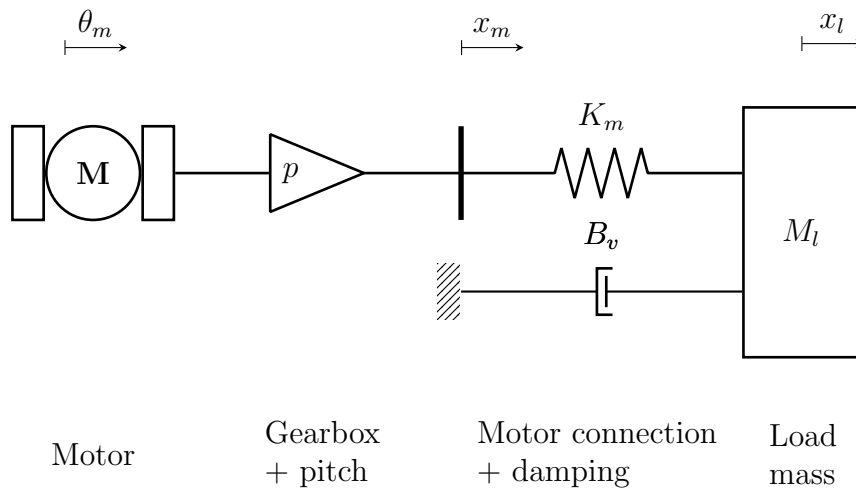 θₘ
xₘ
xₗ
M
p
Kₘ
Bᵥ
Mₗ
Motor
Gearbox
+ pitch
Motor connection
+ damping
Load
mass